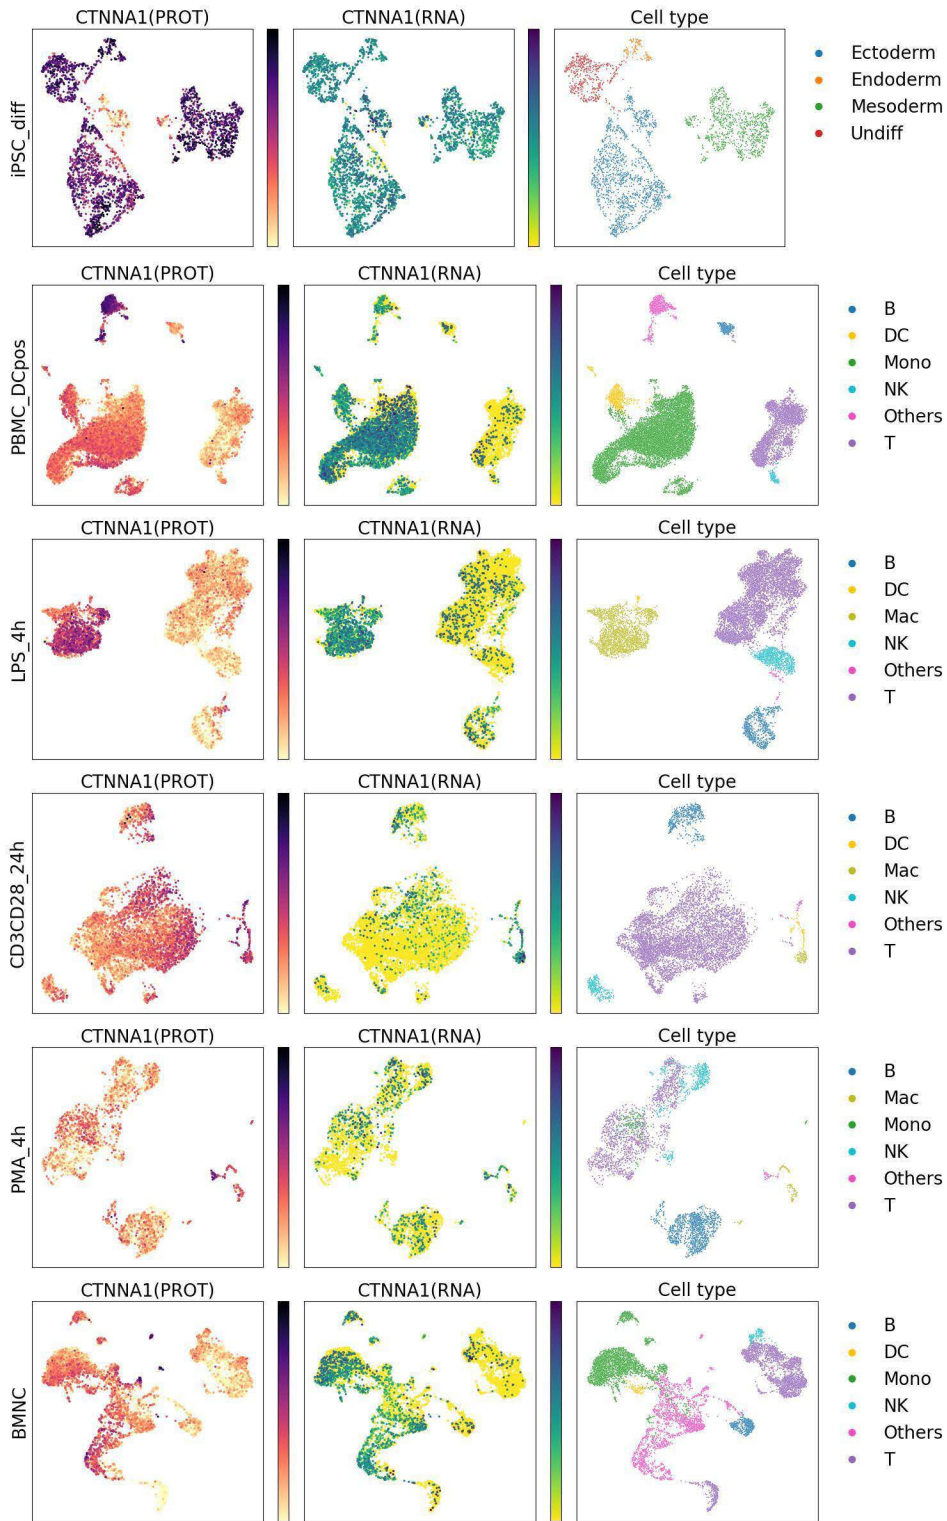 CTNNA1(PROT) CTNNA1(RNA) Cell type
iPSC_diff
Ectoderm
Endoderm
Mesoderm
Undiff
CTNNA1(PROT) CTNNA1(RNA) Cell type
PBMC_DCpos
B
DC
Mono
NK
Others
T
CTNNA1(PROT) CTNNA1(RNA) Cell type
LPS_4h
B
DC
Mac
NK
Others
T
CTNNA1(PROT) CTNNA1(RNA) Cell type
CD3CD28_24h
B
DC
Mac
NK
Others
T
CTNNA1(PROT) CTNNA1(RNA) Cell type
PMA_4h
B
Mac
Mono
NK
Others
T
CTNNA1(PROT) CTNNA1(RNA) Cell type
BMNC
B
DC
Mono
NK
Others
T